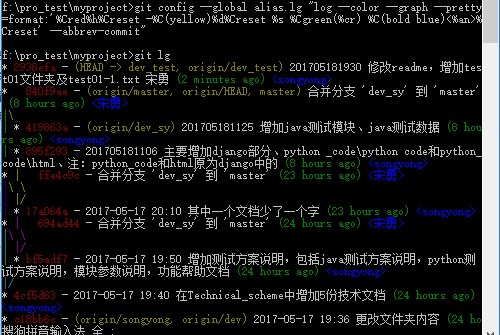 f:\pro_test\myproject>git config --global alias.lg "log --color --graph --pretty
=format:'%Cred%h%Creset -%C(yellow)%d%Creset %s %Cgreen(%cr) %C(bold blue)<%an>%
Creset' --abbrev-commit"
f:\pro_test\myproject>git lg
* 2938afa - (HEAD -> dev_test, origin/dev_test) 201705181930 修改readme，增加test
t01文件夹及test01-1.txt 宋勇 (2 minutes ago) <songyong>
* 840f9ae - (origin/master, origin/HEAD, master) 合并分支 'dev_sy' 到 'master'
(8 hours ago) <宋勇>
|\
| * 419863a - (origin/dev_sy) 201705181125 增加java测试模块、java测试数据 (8 hou
rs ago) <songyong>
| * 895f293 - 201705181106 主要增加django部分、python _code\python code和python_
code\html、注：python_code和html原为django中的 (8 hours ago) <songyong>
* | ffa4c9c - 合并分支 'dev_sy' 到 'master' (23 hours ago) <宋勇>
|\ \
| |/
| * 17a064a - 2017-05-17 20:10 其中一个文档少了一个字 (23 hours ago) <songyong>
* | 694ad44 - 合并分支 'dev_sy' 到 'master' (24 hours ago) <宋勇>
|\ \
| |/
| * bf5adf7 - 2017-05-17 19:50 增加测试方案说明，包括java测试方案说明，python测
试方案说明，模块参数说明，功能帮助文档 (24 hours ago) <songyong>
|/
* 4cf5d63 - 2017-05-17 19:40 在Technical_scheme中增加5份技术文档 (24 hours ago)
<songyong>
* c18bb6c - (origin/songyong, origin/dev) 2017-05-17 19:36 更改文件夹内容 (24 h
搜狗拼音输入法 全 :